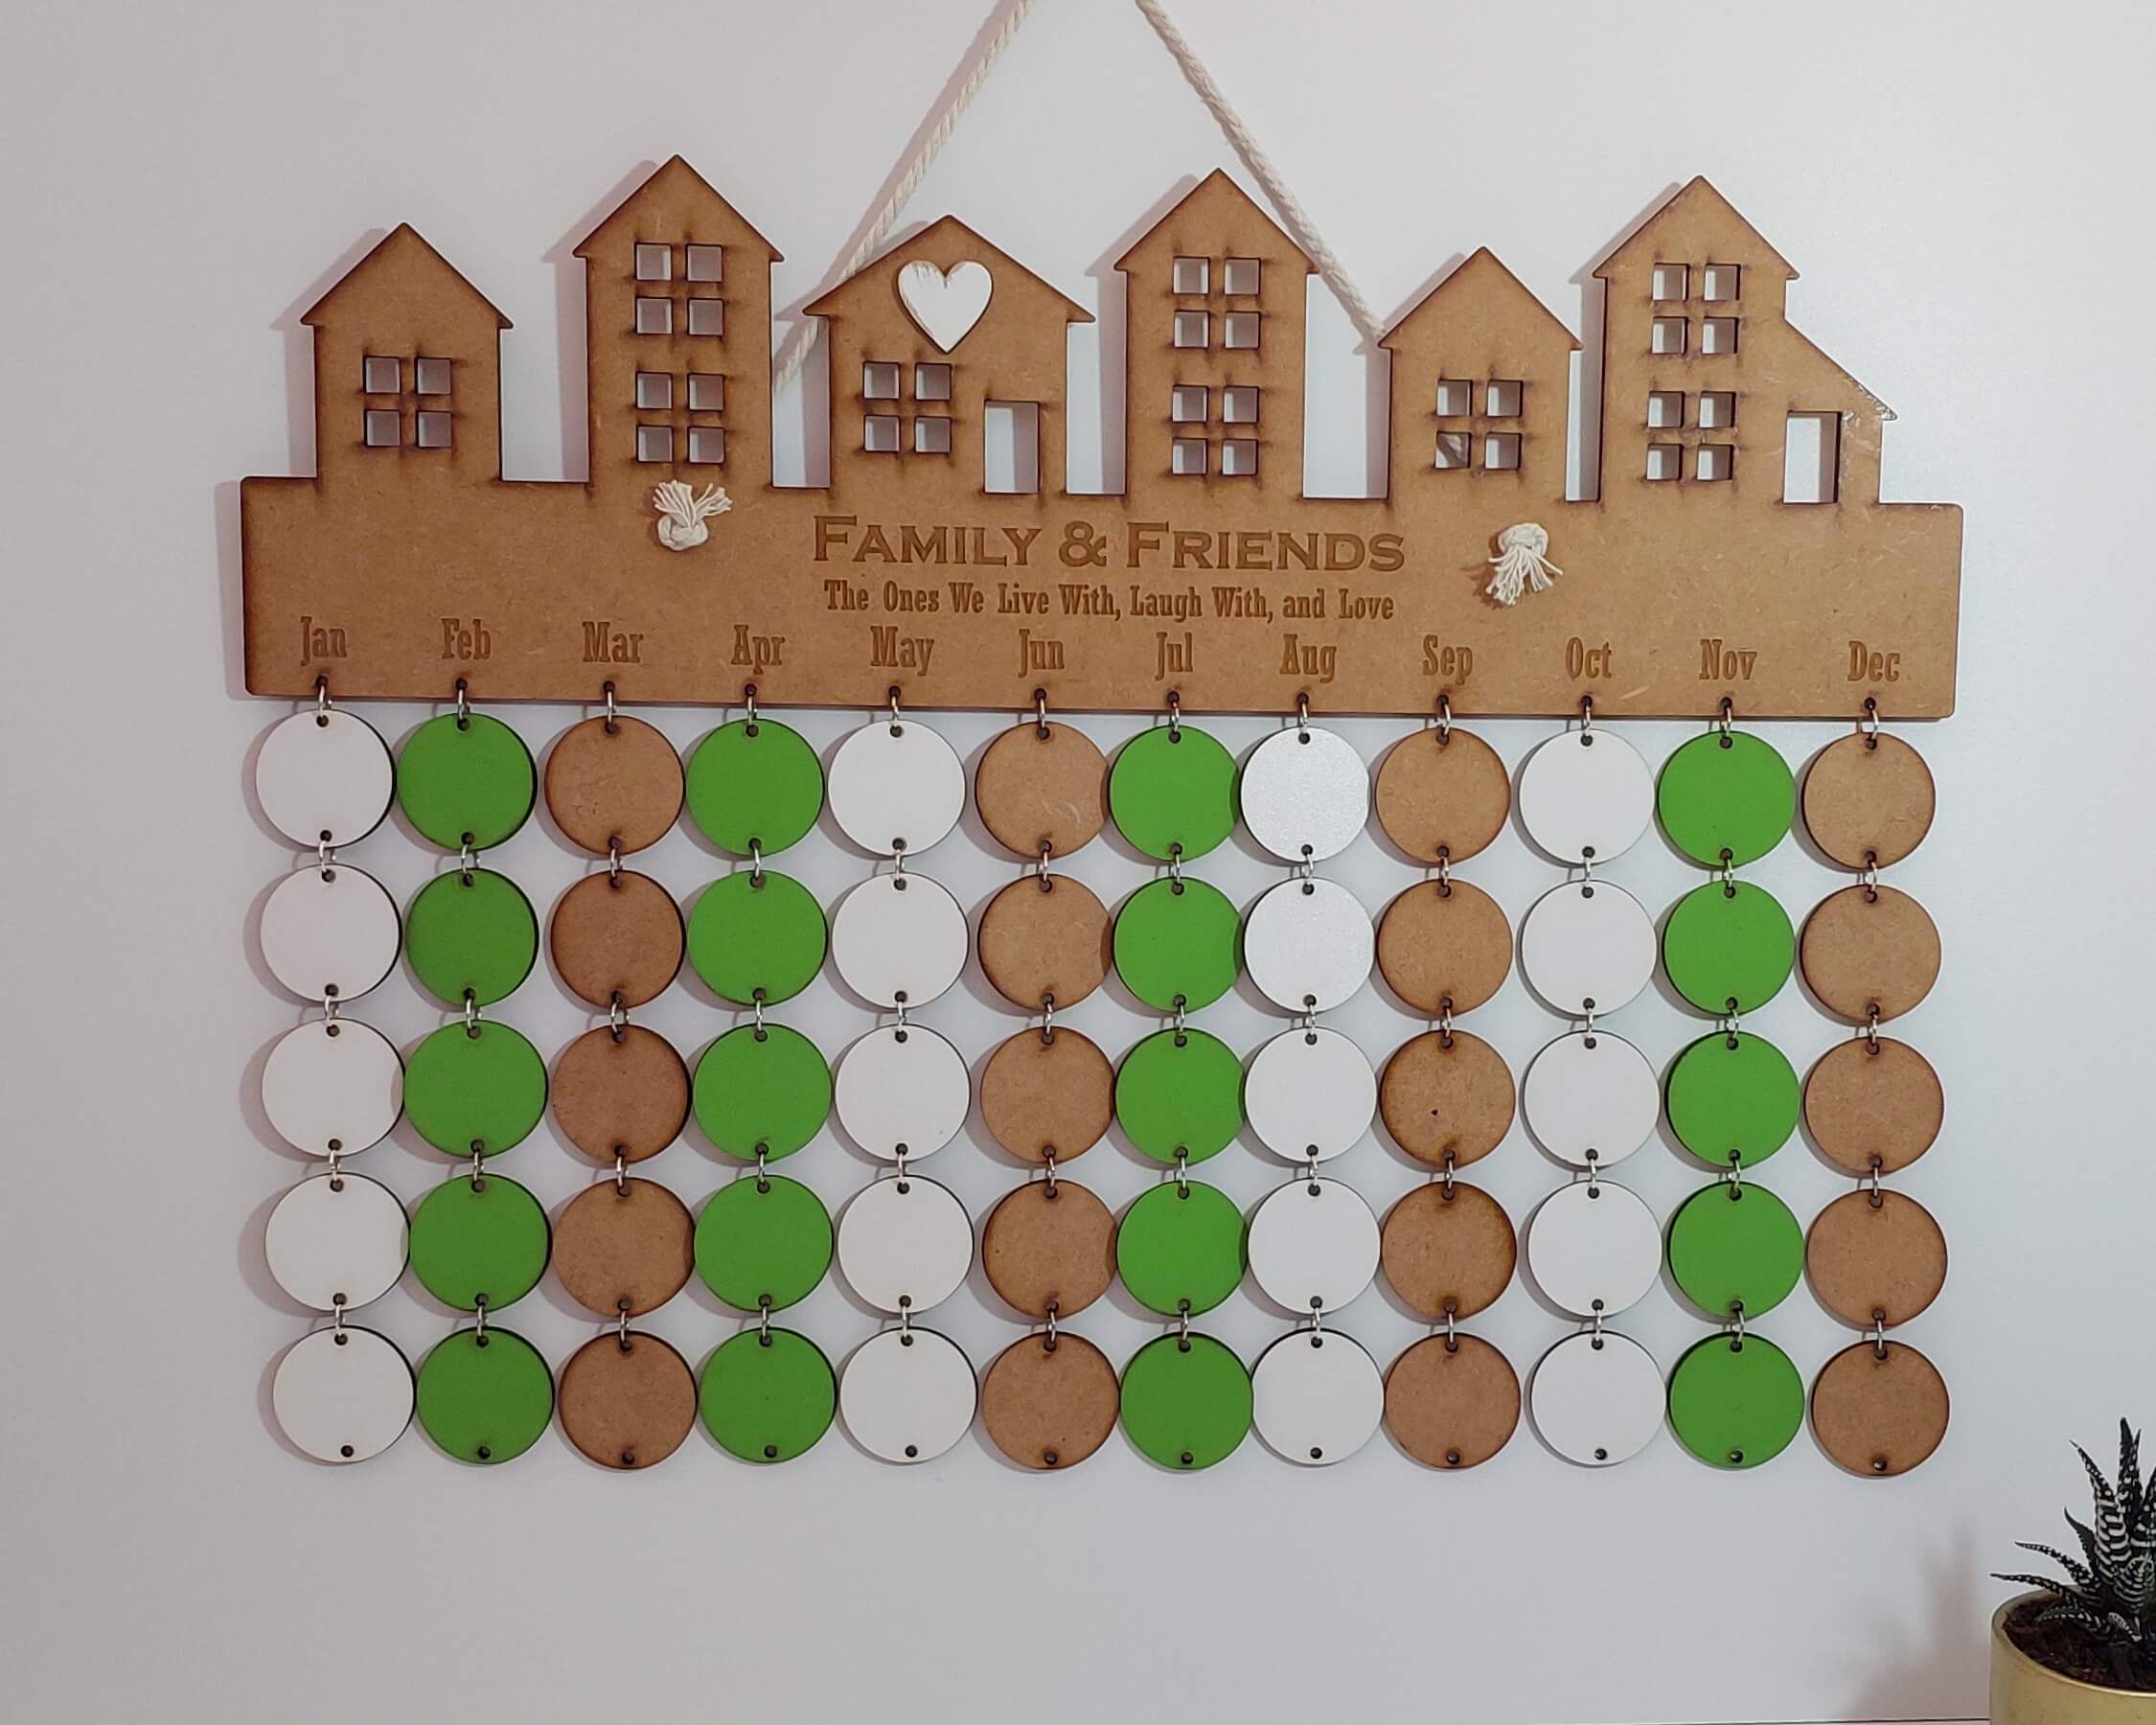 FAMILY & FRIENDS
The Ones We Live With, Laugh With, and Love
Jan Feb Mar Apr May Jun Jul Aug Sep Oct Nov Dec